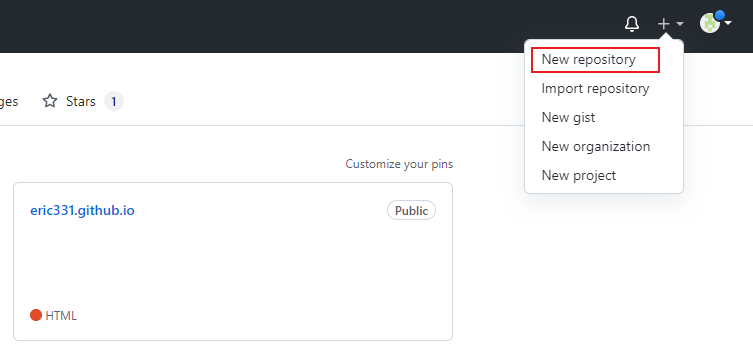 New repository
Import repository
New gist
New organization
New project
ges Stars 1
Customize your pins
eric331.github.io Public
HTML